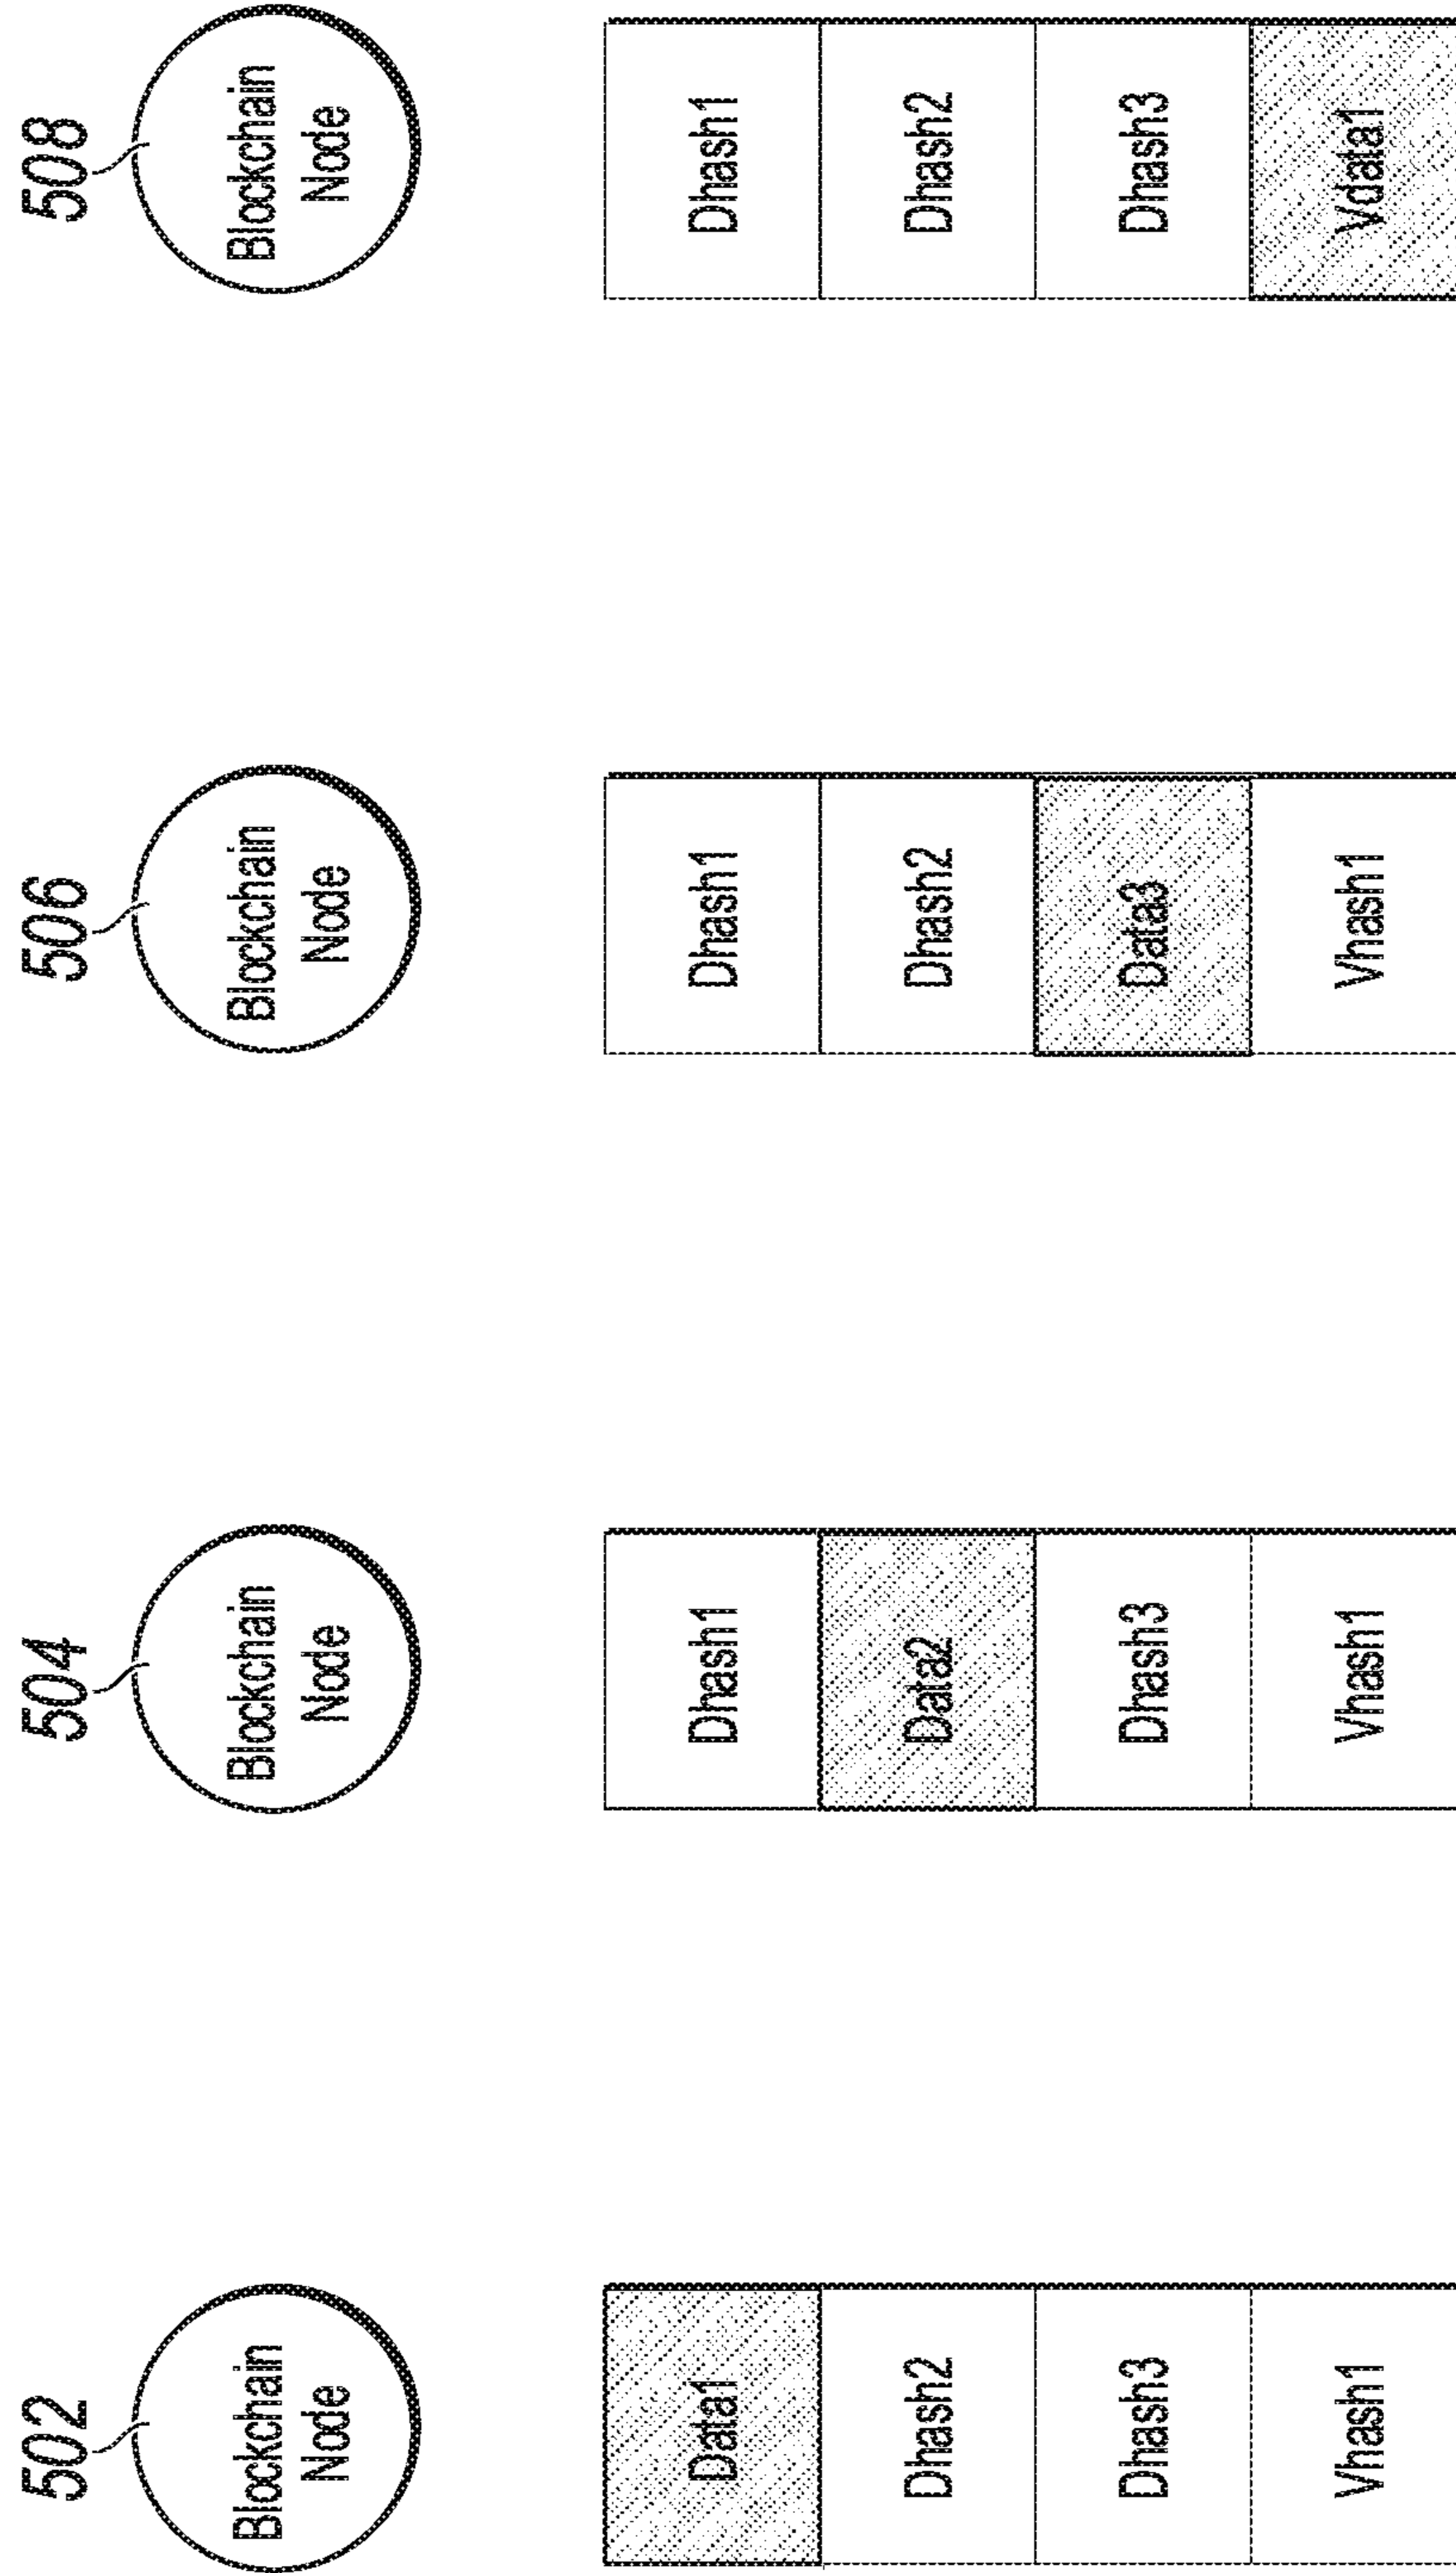 502
Blockchain
Node
Data1
Dhash2
Dhash3
Vhash1
504
Blockchain
Node
Dhash1
Data2
Dhash3
Vhash1
506
Blockchain
Node
Dhash1
Dhash2
Data3
Vhash1
508
Blockchain
Node
Dhash1
Dhash2
Dhash3
Vdata1